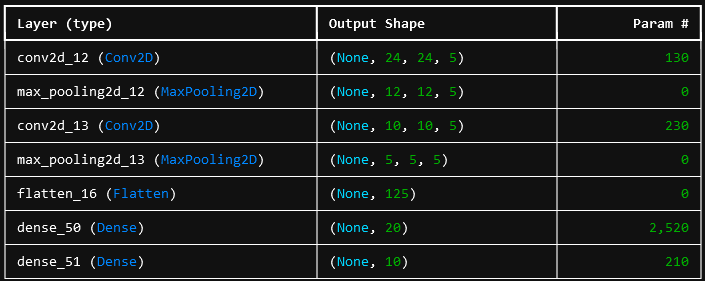 Layer (type) Output Shape Param #
conv2d_12 (Conv2D) (None, 24, 24, 5) 130
max_pooling2d_12 (MaxPooling2D) (None, 12, 12, 5) 0
conv2d_13 (Conv2D) (None, 10, 10, 5) 230
max_pooling2d_13 (MaxPooling2D) (None, 5, 5, 5) 0
flatten_16 (Flatten) (None, 125) 0
dense_50 (Dense) (None, 20) 2,520
dense_51 (Dense) (None, 10) 210